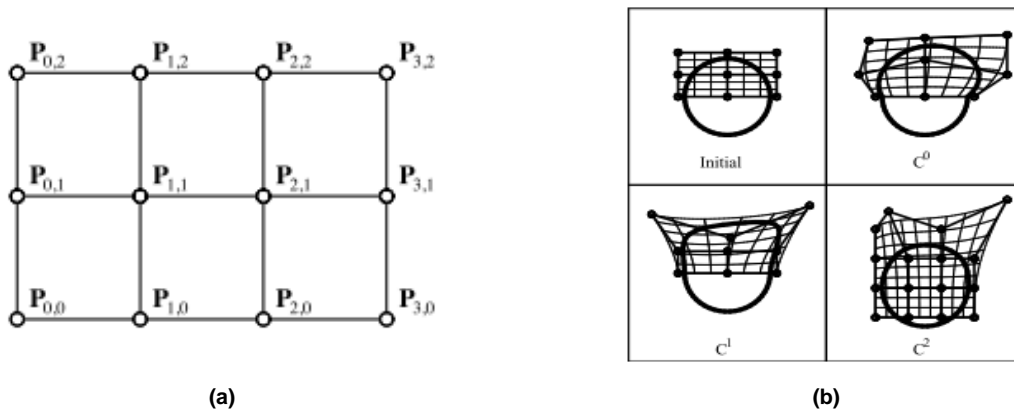 P0,2 P1,2 P2,2 P3,2
P0,1 P1,1 P2,1 P3,1
P0,0 P1,0 P2,0 P3,0
(a)
Initial
C⁰
C¹
C²
(b)